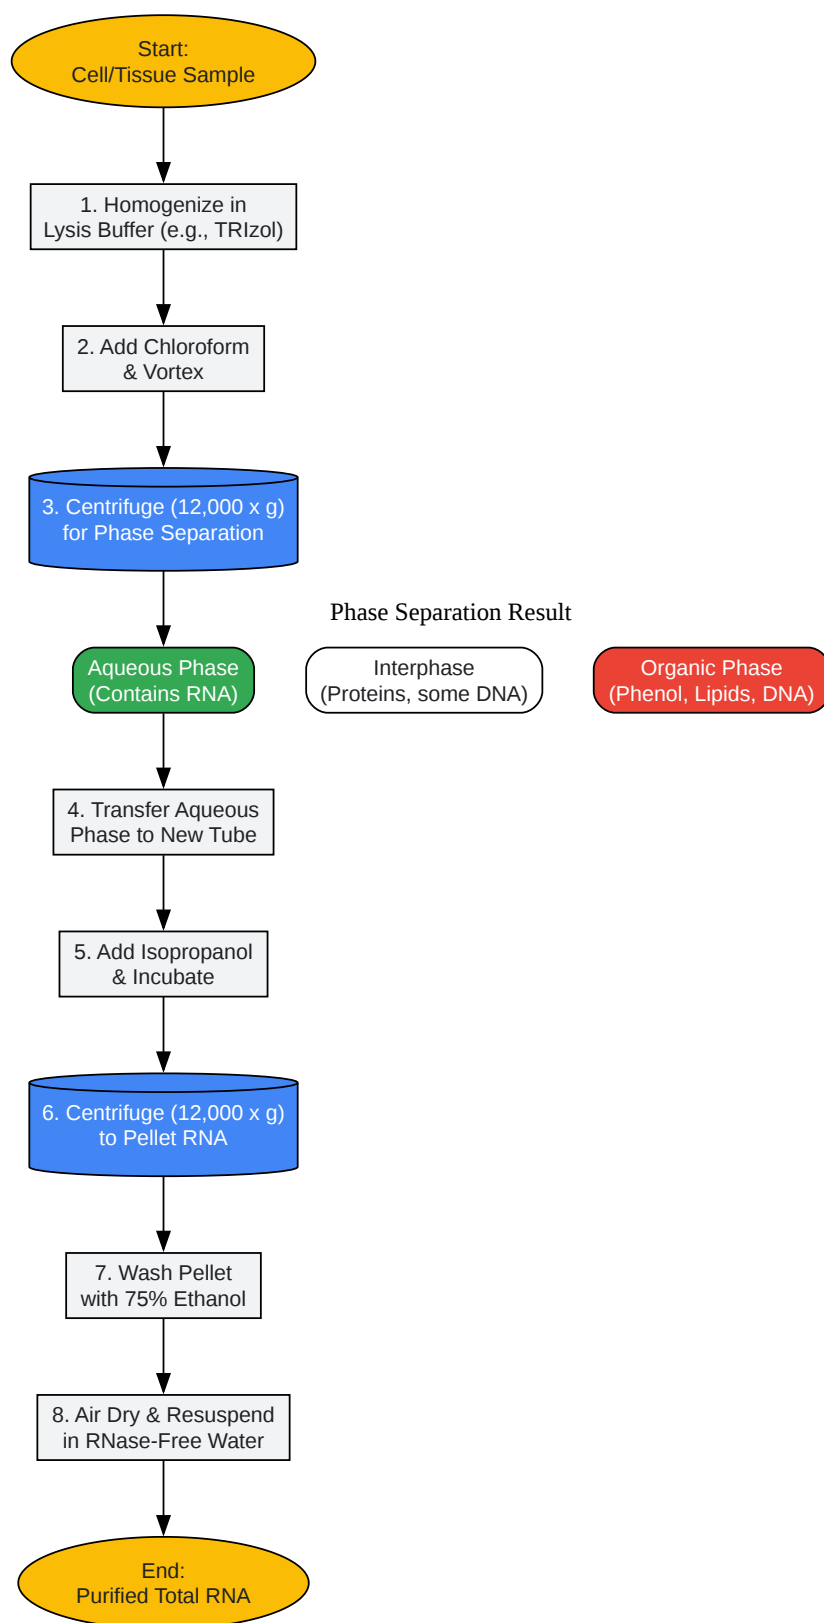 Start:
Cell/Tissue Sample
1. Homogenize in
Lysis Buffer (e.g., TRIzol)
2. Add Chloroform
& Vortex
3. Centrifuge (12,000 x g)
for Phase Separation
Phase Separation Result
Aqueous Phase
(Contains RNA)
Interphase
(Proteins, some DNA)
Organic Phase
(Phenol, Lipids, DNA)
4. Transfer Aqueous
Phase to New Tube
5. Add Isopropanol
& Incubate
6. Centrifuge (12,000 x g)
to Pellet RNA
7. Wash Pellet
with 75% Ethanol
8. Air Dry & Resuspend
in RNase-Free Water
End:
Purified Total RNA